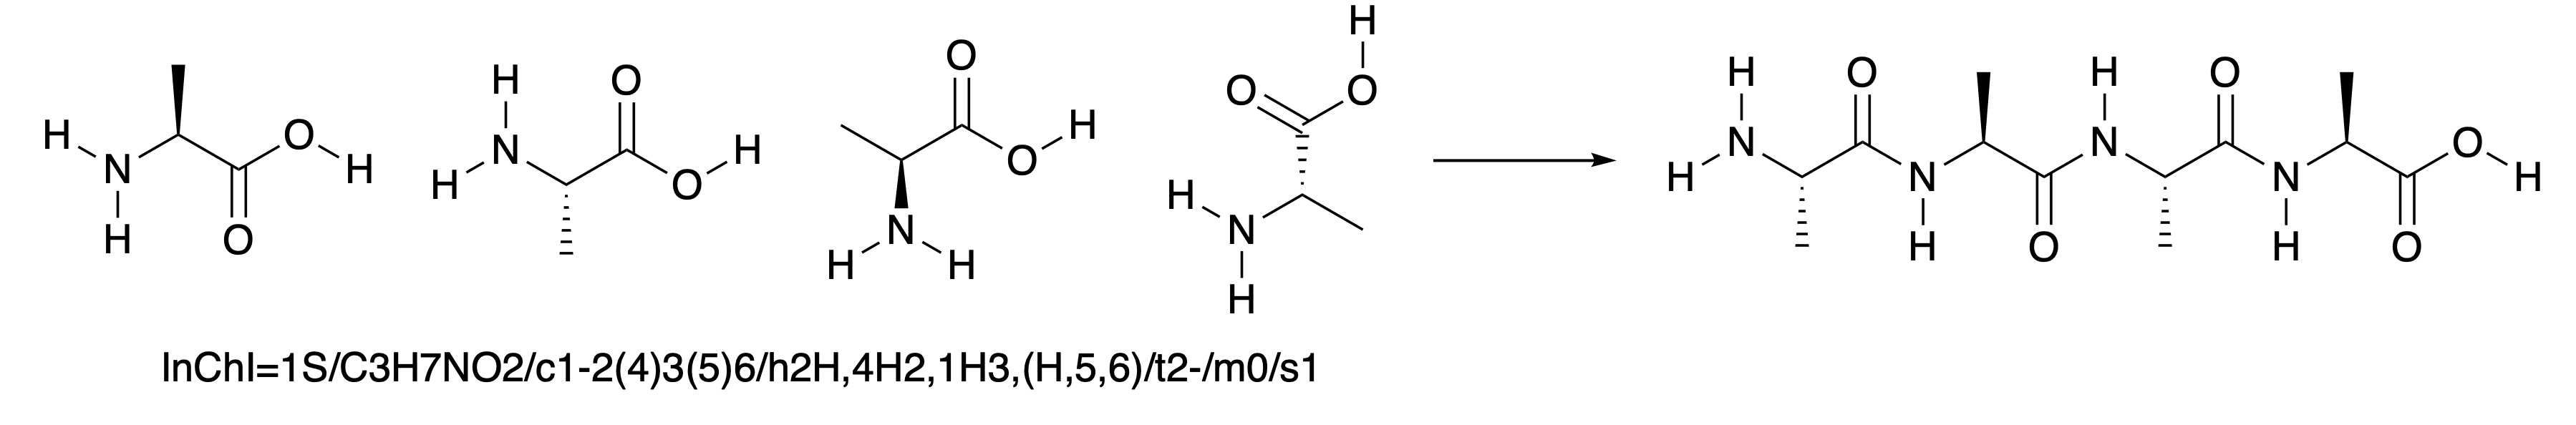 H O
N H
H O
H O
N H
H O
O
H
O
N
H H
H
O O
H
N
H
H O H O
N N O
H N N H
H O H O
InChI=1S/C3H7NO2/c1-2(4)3(5)6/h2H,4H2,1H3,(H,5,6)/t2-/m0/s1